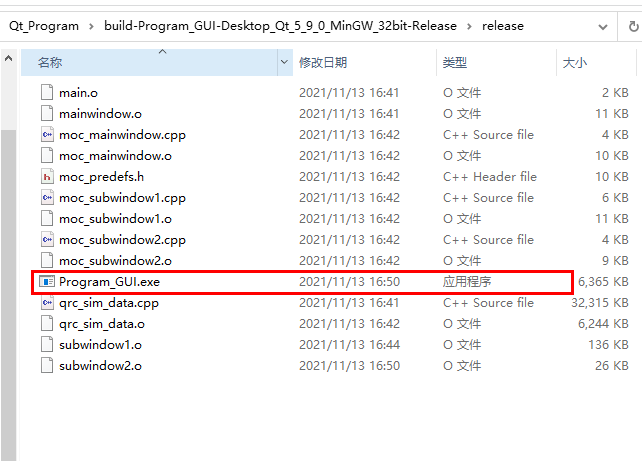 Qt_Program > build-Program_GUI-Desktop_Qt_5_9_0_MinGW_32bit-Release > release
名称 修改日期 类型 大小
main.o 2021/11/13 16:41 O 文件 2 KB
mainwindow.o 2021/11/13 16:41 O 文件 11 KB
moc_mainwindow.cpp 2021/11/13 16:42 C++ Source file 4 KB
moc_mainwindow.o 2021/11/13 16:42 O 文件 10 KB
moc_predefs.h 2021/11/13 16:42 C++ Header file 10 KB
moc_subwindow1.cpp 2021/11/13 16:42 C++ Source file 6 KB
moc_subwindow1.o 2021/11/13 16:42 O 文件 11 KB
moc_subwindow2.cpp 2021/11/13 16:42 C++ Source file 4 KB
moc_subwindow2.o 2021/11/13 16:42 O 文件 9 KB
Program_GUI.exe 2021/11/13 16:50 应用程序 6,365 KB
qrc_sim_data.cpp 2021/11/13 16:41 C++ Source file 32,315 KB
qrc_sim_data.o 2021/11/13 16:42 O 文件 6,244 KB
subwindow1.o 2021/11/13 16:44 O 文件 136 KB
subwindow2.o 2021/11/13 16:50 O 文件 26 KB